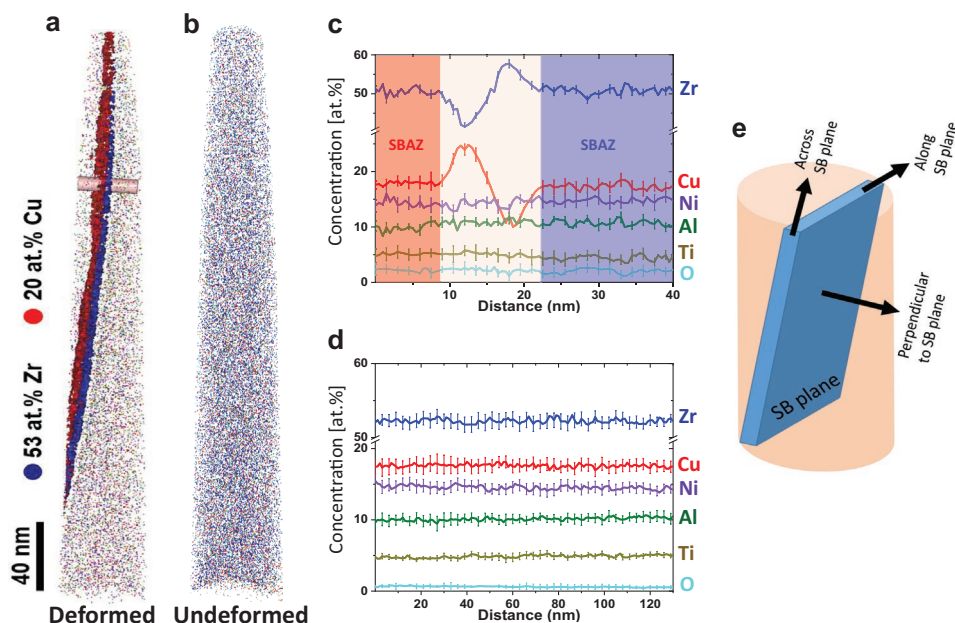 a
b
c
d
e
20 at.% Cu
53 at.% Zr
40 nm
Deformed
Undeformed
Concentration [at.%]
60
50
20
10
0
SBAZ
SBAZ
Zr
Cu
Ni
Al
Ti
O
0
10
20
30
40
Distance (nm)
Concentration [at.%]
60
50
20
10
0
Zr
Cu
Ni
Al
Ti
O
20
40
60
80
100
120
Distance (nm)
Across
SB plane
Along
SB plane
Perpendicular
to SB plane
SB plane